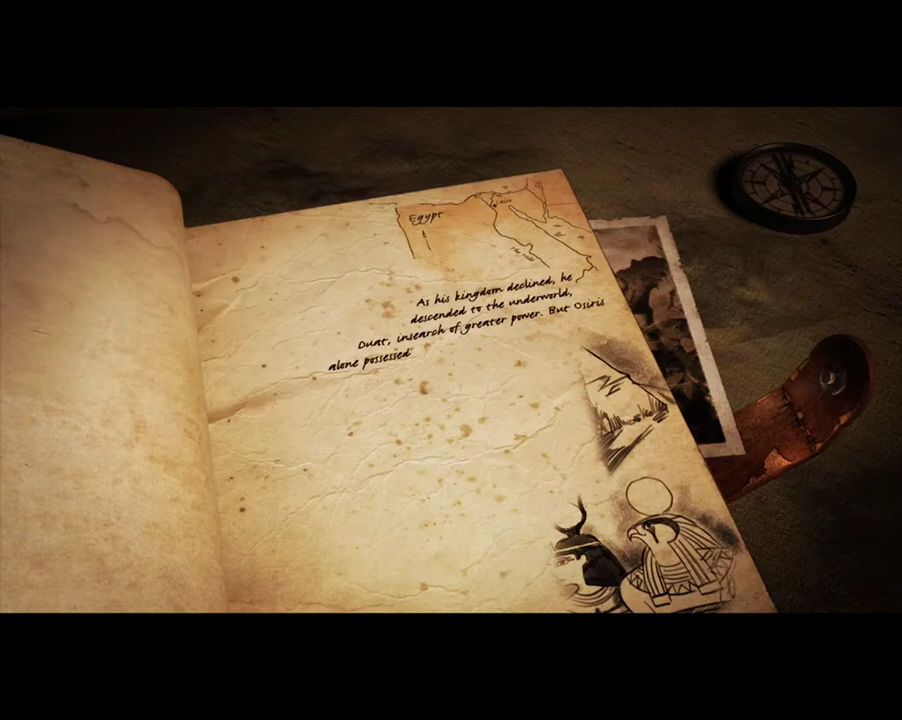 Egypt
As his kingdom declined, he
descended to the underworld,
Duat, insearch of greater power. But Osiris
alone possessed